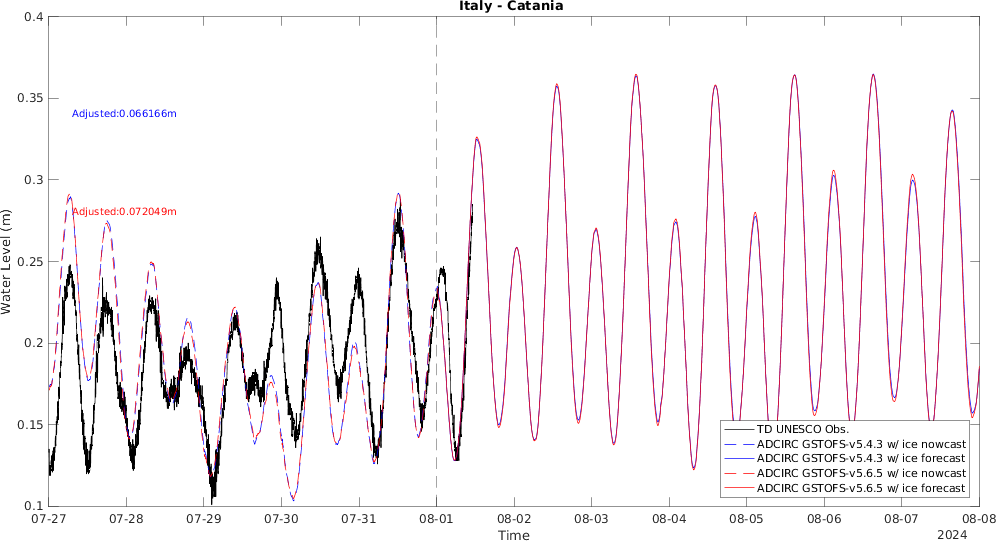 Italy - Catania
0.4
0.35
0.3
0.25
0.2
0.15
0.1
Water Level (m)
Adjusted:0.066166m
Adjusted:0.072049m
TD UNESCO Obs.
ADCIRC GSTOFS-v5.4.3 w/ ice nowcast
ADCIRC GSTOFS-v5.4.3 w/ ice forecast
ADCIRC GSTOFS-v5.6.5 w/ ice nowcast
ADCIRC GSTOFS-v5.6.5 w/ ice forecast
07-27 07-28 07-29 07-30 07-31 08-01 08-02 08-03 08-04 08-05 08-06 08-07 08-08
Time
2024